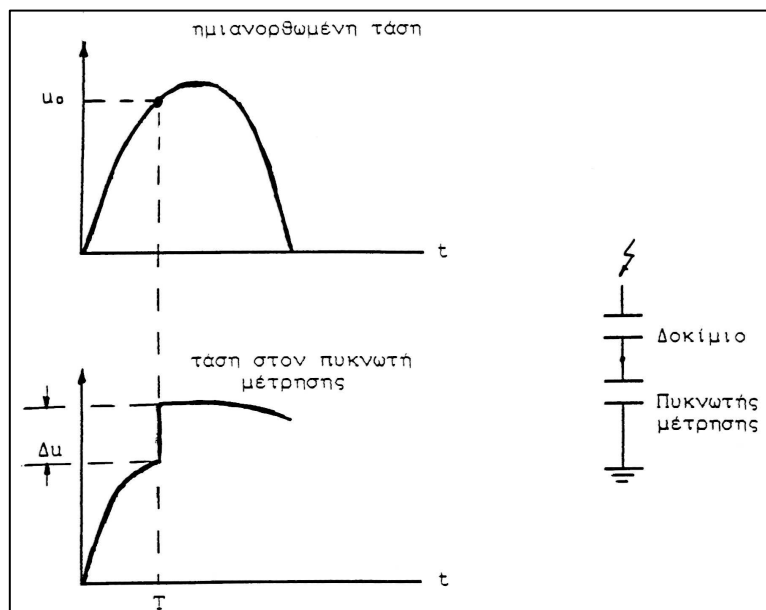 ημιανορθωμένη τάση
u₀
t
τάση στον πυκνωτή
μέτρησης
Δu
t
T
Δοκίμιο
Πυκνωτής
μέτρησης